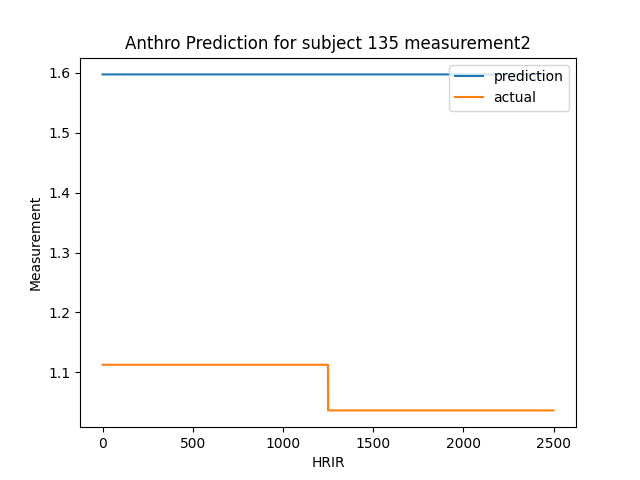 Anthro Prediction for subject 135 measurement2
prediction
actual
Measurement
1.6
1.5
1.4
1.3
1.2
1.1
0
500
1000
1500
2000
2500
HRIR